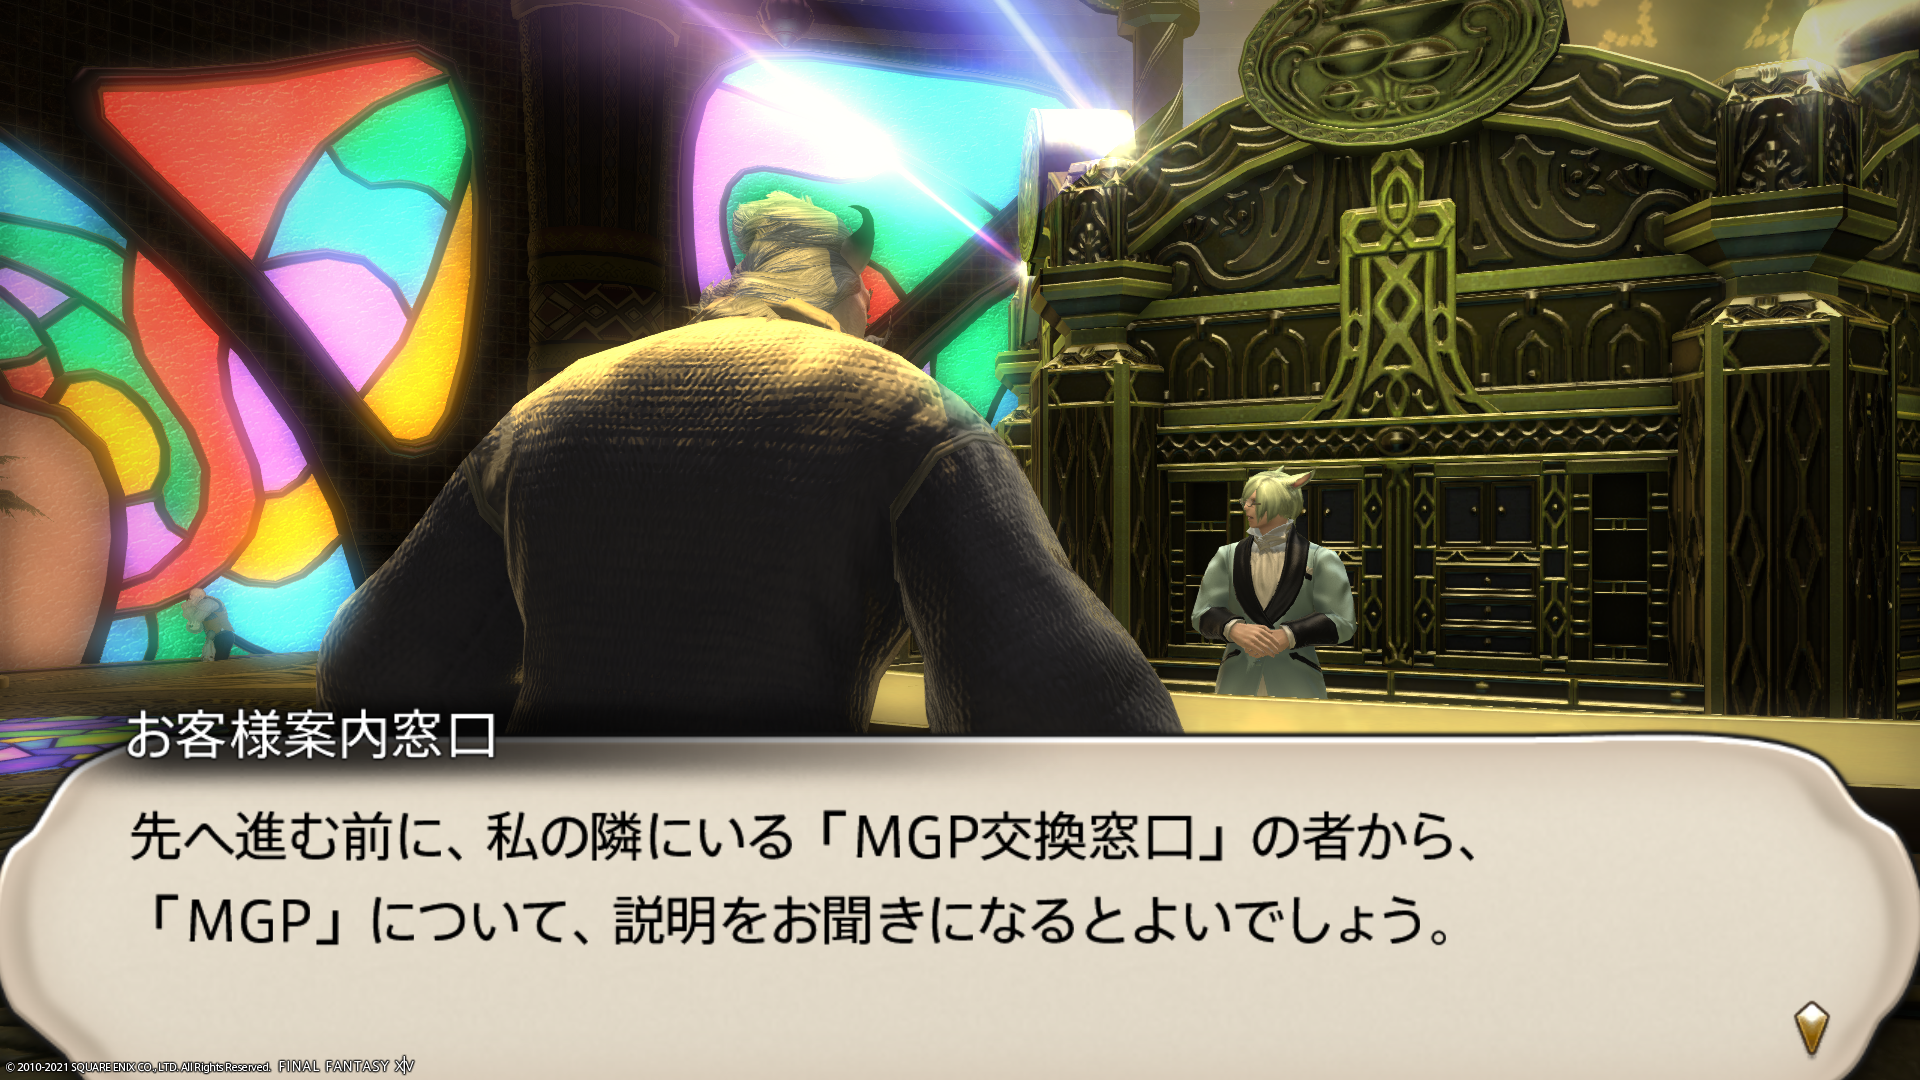 お客様案内窓口
先へ進む前に、私の隣にいる「MGP交換窓口」の者から、
「MGP」について、説明をお聞きになるとよいでしょう。
© 2010-2021 SQUARE ENIX CO., LTD. All Rights Reserved. FINAL FANTASY XIV